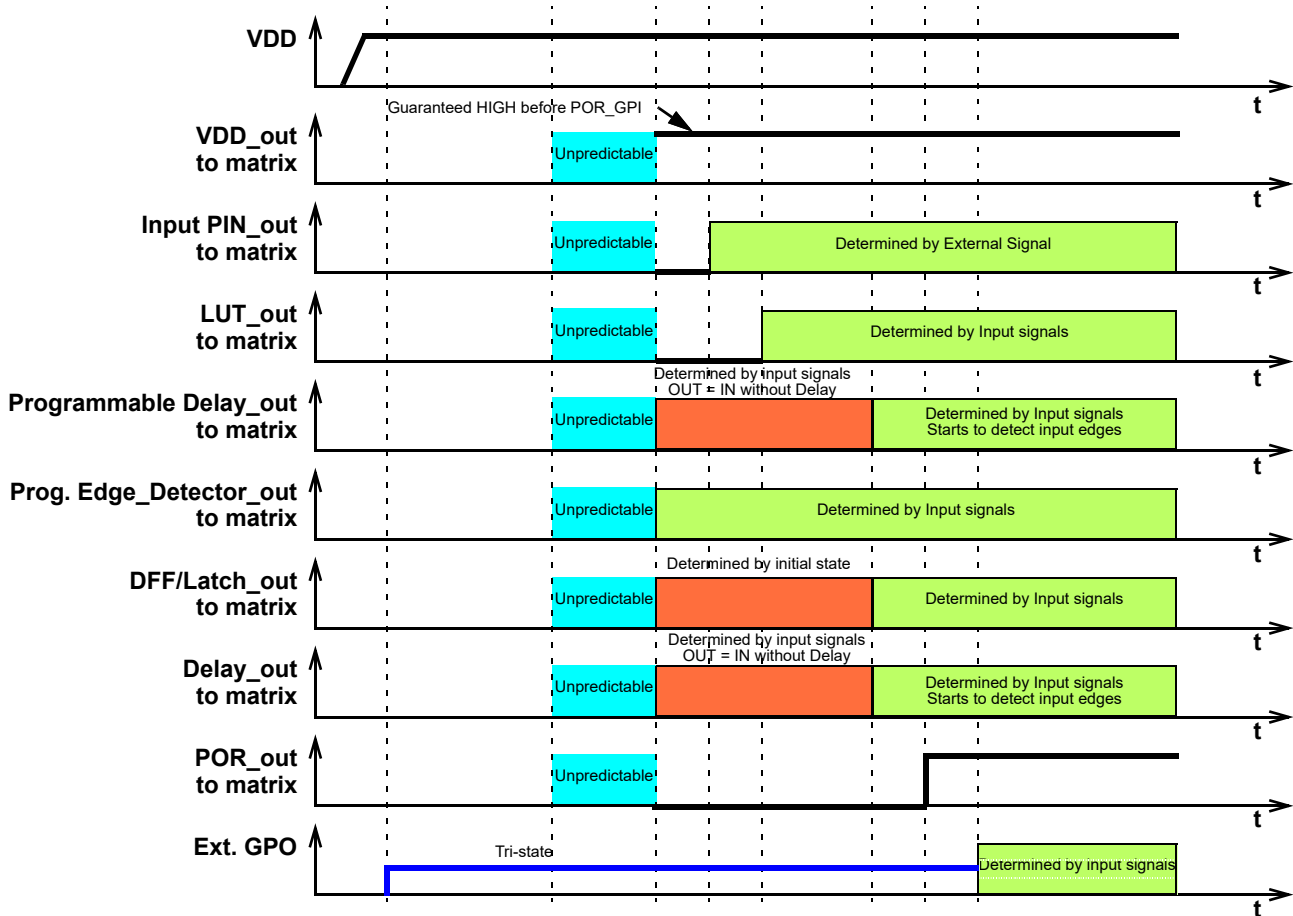 VDD
t
Guaranteed HIGH before POR_GPI
VDD_out
to matrix
Unpredictable
t
Input PIN_out
to matrix
Unpredictable
Determined by External Signal
t
LUT_out
to matrix
Unpredictable
Determined by Input signals
t
Determined by input signals
OUT = IN without Delay
Programmable Delay_out
to matrix
Unpredictable
Determined by Input signals
Starts to detect input edges
t
Prog. Edge_Detector_out
to matrix
Unpredictable
Determined by Input signals
t
Determined by initial state
DFF/Latch_out
to matrix
Unpredictable
Determined by Input signals
t
Determined by input signals
OUT = IN without Delay
Delay_out
to matrix
Unpredictable
Determined by Input signals
Starts to detect input edges
t
POR_out
to matrix
Unpredictable
t
Ext. GPO
Tri-state
Determined by input signals
t